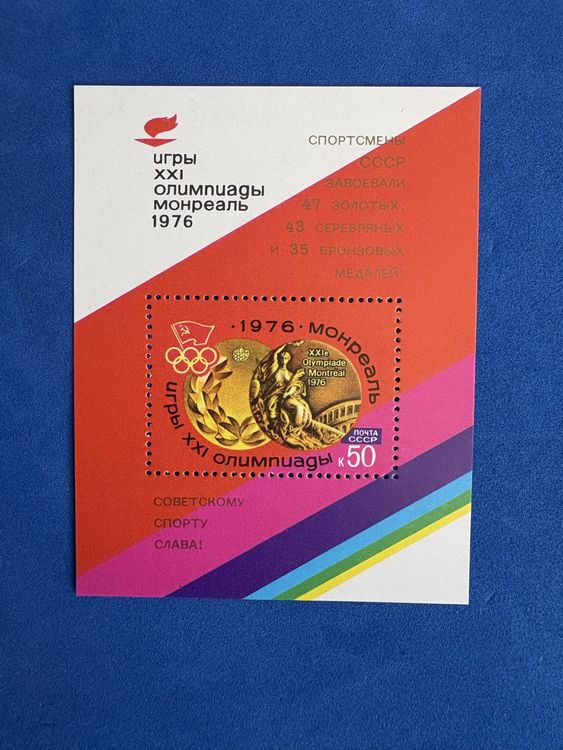 игры
XXI
олимпиады
монреаль
1976
СПОРТСМЕНЫ
СССР
ЗАВОЕВАЛИ
47 ЗОЛОТЫХ,
43 СЕРЕБРЯНЫХ
И 35 БРОНЗОВЫХ
МЕДАЛЕЙ!
·1976· монреаль
XXIe
Olympiade
Montreal
1976
игры XXI олимпиады
ПОЧТА
СССР
к50
СОВЕТСКОМУ
СПОРТУ
СЛАВА!